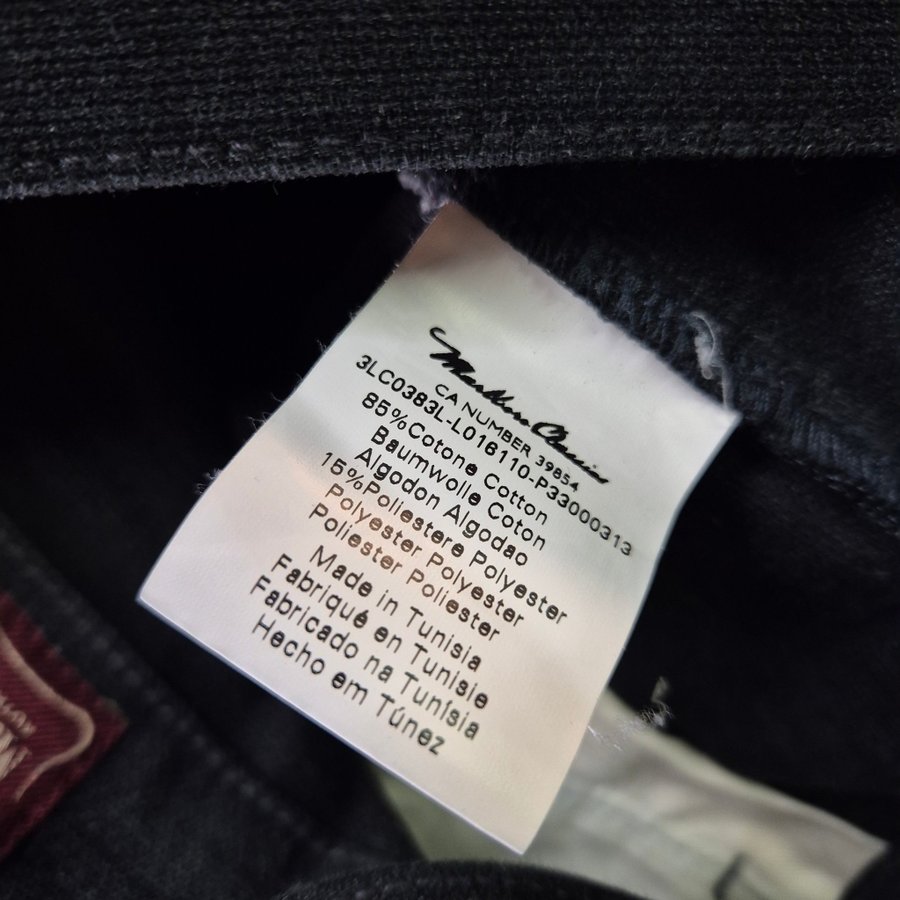 Marlboro Classics
CA NUMBER 39854
3LC0383L-L016110-P33000313
85%Cotone Cotton
Baumwolle Coton
Algodon Algodao
15%Poliestere Polyester
Polyester Polyester
Poliester Poliester
Made in Tunisia
Fabriqué en Tunisie
Fabricado na Tunísia
Hecho em Túnez